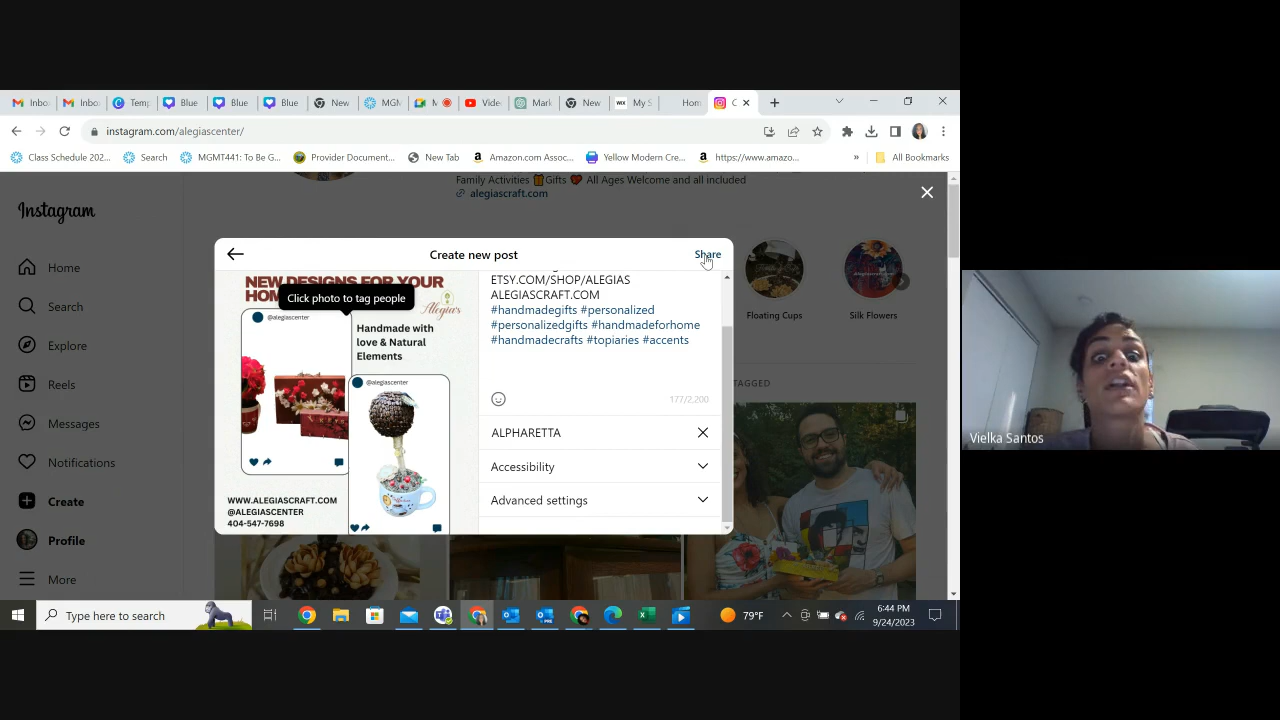 Inbo
Inbo
Temp
Blue
Blue
Blue
New
MGM
M
Vide
Mark
New
WIX
My S
Hom
C
instagram.com/alegiascenter/
Class Schedule 202...
Search
MGMT441: To Be G...
Provider Document...
New Tab
Amazon.com Assoc...
Yellow Modern Cre...
https://www.amazo...
»
All Bookmarks
Instagram
Family Activities 🎁Gifts ❤️ All Ages Welcome and all included
alegiascraft.com
Home
Search
Explore
Reels
Messages
Notifications
Create
Profile
More
Create new post
Share
NEW DESIGNS FOR YOUR
HOM
Click photo to tag people
Alegia's
@alegiascenter
Handmade with
love & Natural
Elements
@alegiascenter
WWW.ALEGIASCRAFT.COM
@ALEGIASCENTER
404-547-7698
ETSY.COM/SHOP/ALEGIAS
ALEGIASCRAFT.COM
#handmadegifts #personalized
#personalizedgifts #handmadeforhome
#handmadecrafts #topiaries #accents
177/2,200
ALPHARETTA
Accessibility
Advanced settings
Floating Cups
Silk Flowers
TAGGED
Vielka Santos
Type here to search
79°F
6:44 PM
9/24/2023